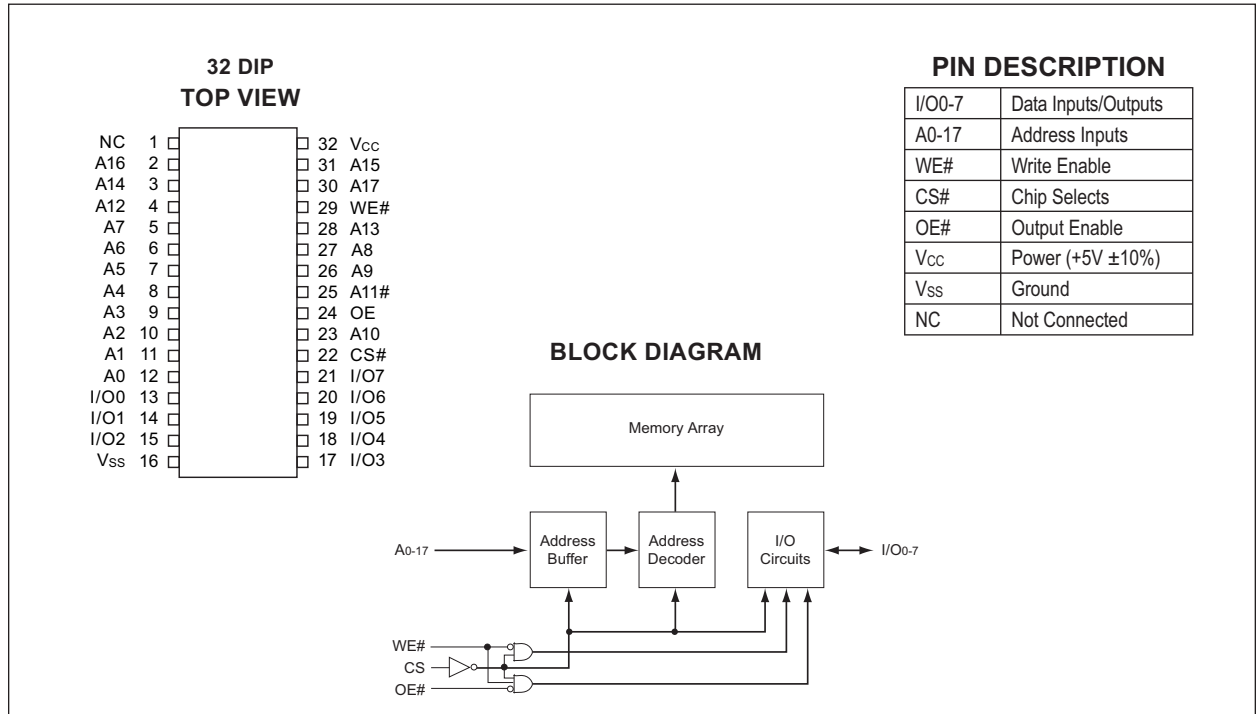 32 DIP
TOP VIEW
NC 1
A16 2
A14 3
A12 4
A7 5
A6 6
A5 7
A4 8
A3 9
A2 10
A1 11
A0 12
I/O0 13
I/O1 14
I/O2 15
Vss 16
32 Vcc
31 A15
30 A17
29 WE#
28 A13
27 A8
26 A9
25 A11#
24 OE
23 A10
22 CS#
21 I/O7
20 I/O6
19 I/O5
18 I/O4
17 I/O3
PIN DESCRIPTION
I/O0-7 Data Inputs/Outputs
A0-17 Address Inputs
WE# Write Enable
CS# Chip Selects
OE# Output Enable
Vcc Power (+5V ±10%)
Vss Ground
NC Not Connected
BLOCK DIAGRAM
Memory Array
A0-17
Address
Buffer
Address
Decoder
I/O
Circuits
I/O0-7
WE#
CS
OE#